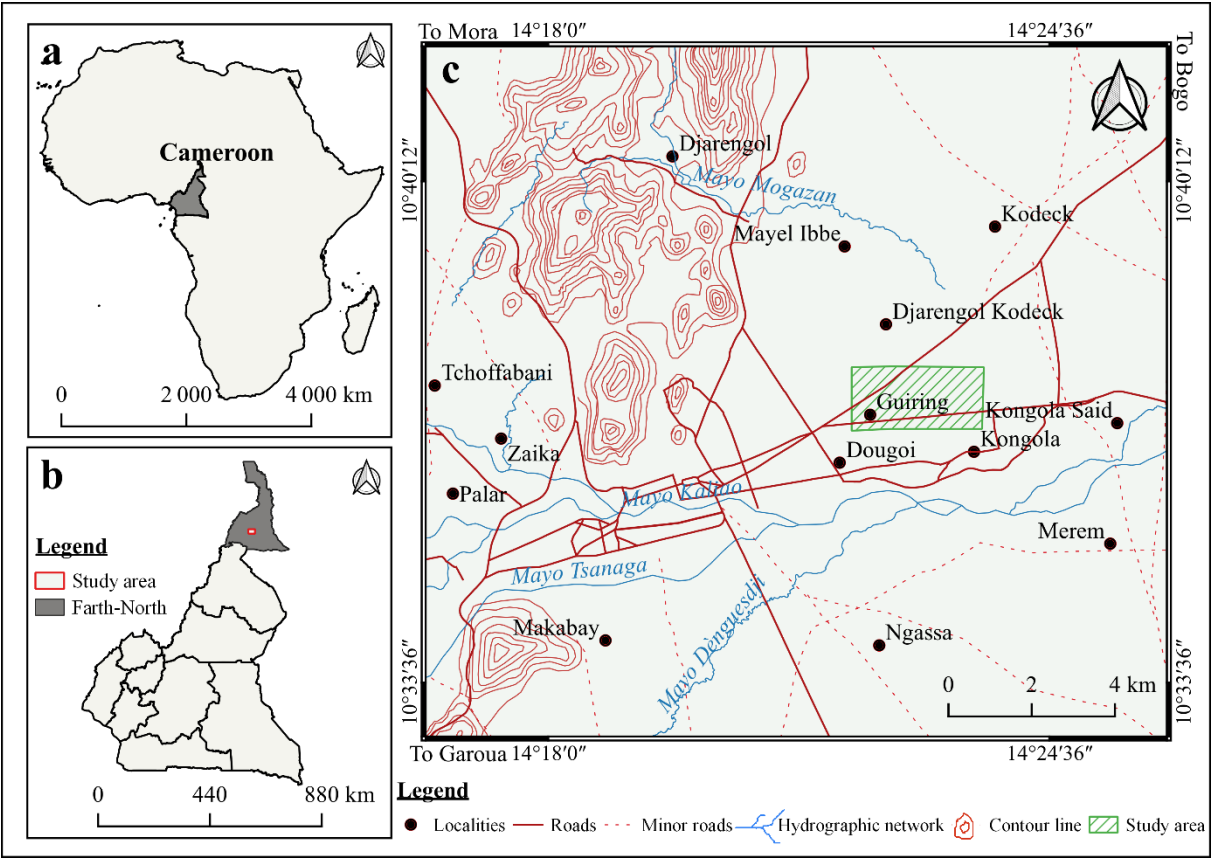 a
Cameroon
0 2 000 4 000 km
b
Legend
Study area
Farth-North
0 440 880 km
To Mora 14°18′0″ 14°24′36″
To Bogo
c
10°40′12″
10°40′12″
Djarengol
Mayo Mogazan
Kodeck
Mayel Ibbe
Djarengol Kodeck
Tchoffabani
Guiring
Kongola Said
Zaika
Dougoi
Kongola
Palar
Mayo Kaliao
Merem
Mayo Tsanaga
Makabay
Mayo Dènguesdji
Ngassa
10°33′36″
10°33′36″
0 2 4 km
To Garoua 14°18′0″ 14°24′36″
Legend
Localities Roads Minor roads Hydrographic network Contour line Study area